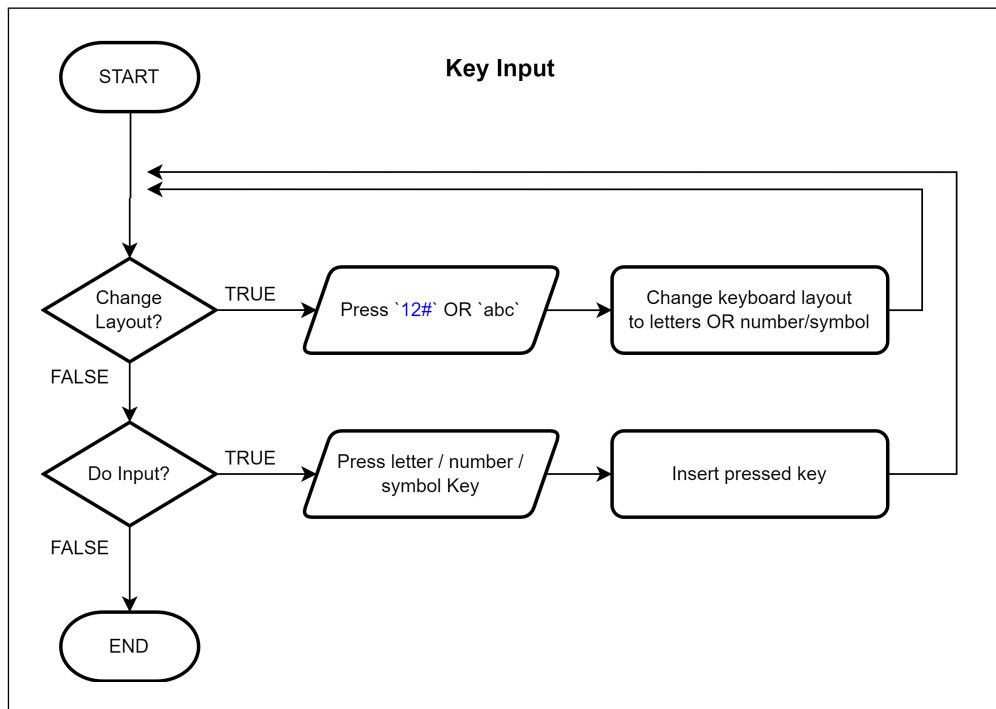 START
Key Input
Change
Layout?
TRUE
Press `12#` OR `abc`
Change keyboard layout
to letters OR number/symbol
FALSE
Do Input?
TRUE
Press letter / number /
symbol Key
Insert pressed key
FALSE
END